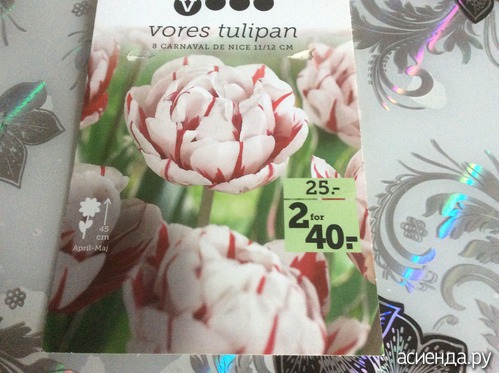 v
vores tulipan
8 CARNAVAL DE NICE 11/12 CM
25.-
2 for
40.-
45
cm
April-Maj
асиенда.ру